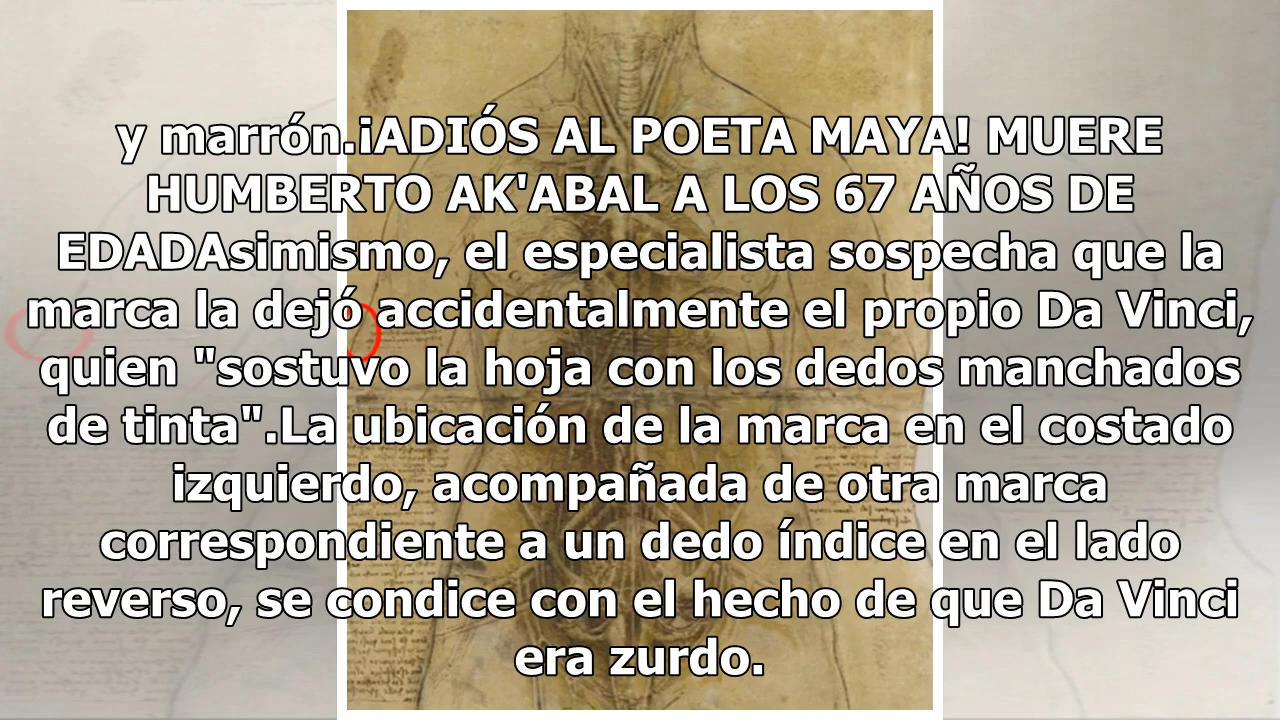 y marrón.¡ADIÓS AL POETA MAYA! MUERE
HUMBERTO AK'ABAL A LOS 67 AÑOS DE
EDADAsimismo, el especialista sospecha que la
marca la dejó accidentalmente el propio Da Vinci,
quien "sostuvo la hoja con los dedos manchados
de tinta".La ubicación de la marca en el costado
izquierdo, acompañada de otra marca
correspondiente a un dedo índice en el lado
reverso, se condice con el hecho de que Da Vinci
era zurdo.